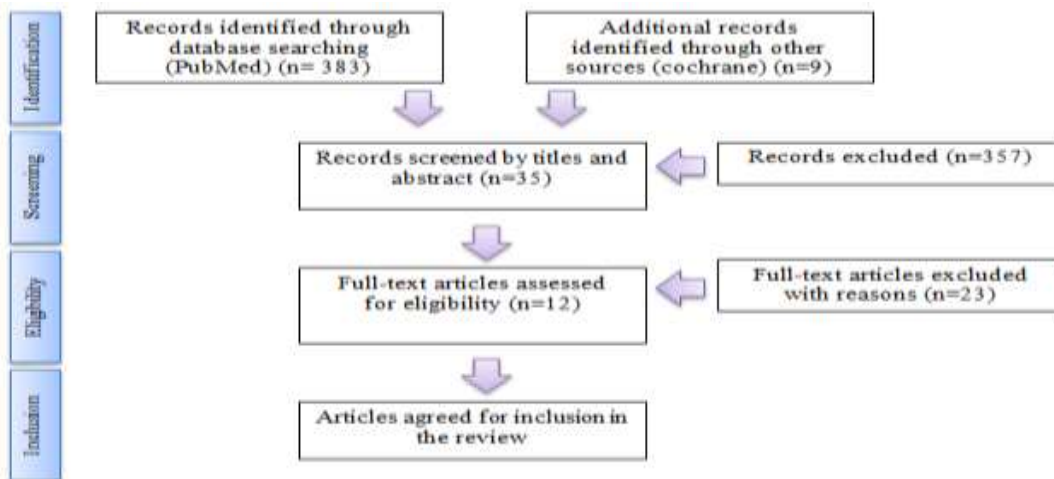 Identification
Records identified through
database searching
(PubMed) (n= 383)
Additional records
identified through other
sources (cochrane) (n=9)
Screening
Records screened by titles and
abstract (n=35)
Records excluded (n=357)
Eligibility
Full-text articles assessed
for eligibility (n=12)
Full-text articles excluded
with reasons (n=23)
Inclusion
Articles agreed for inclusion in
the review